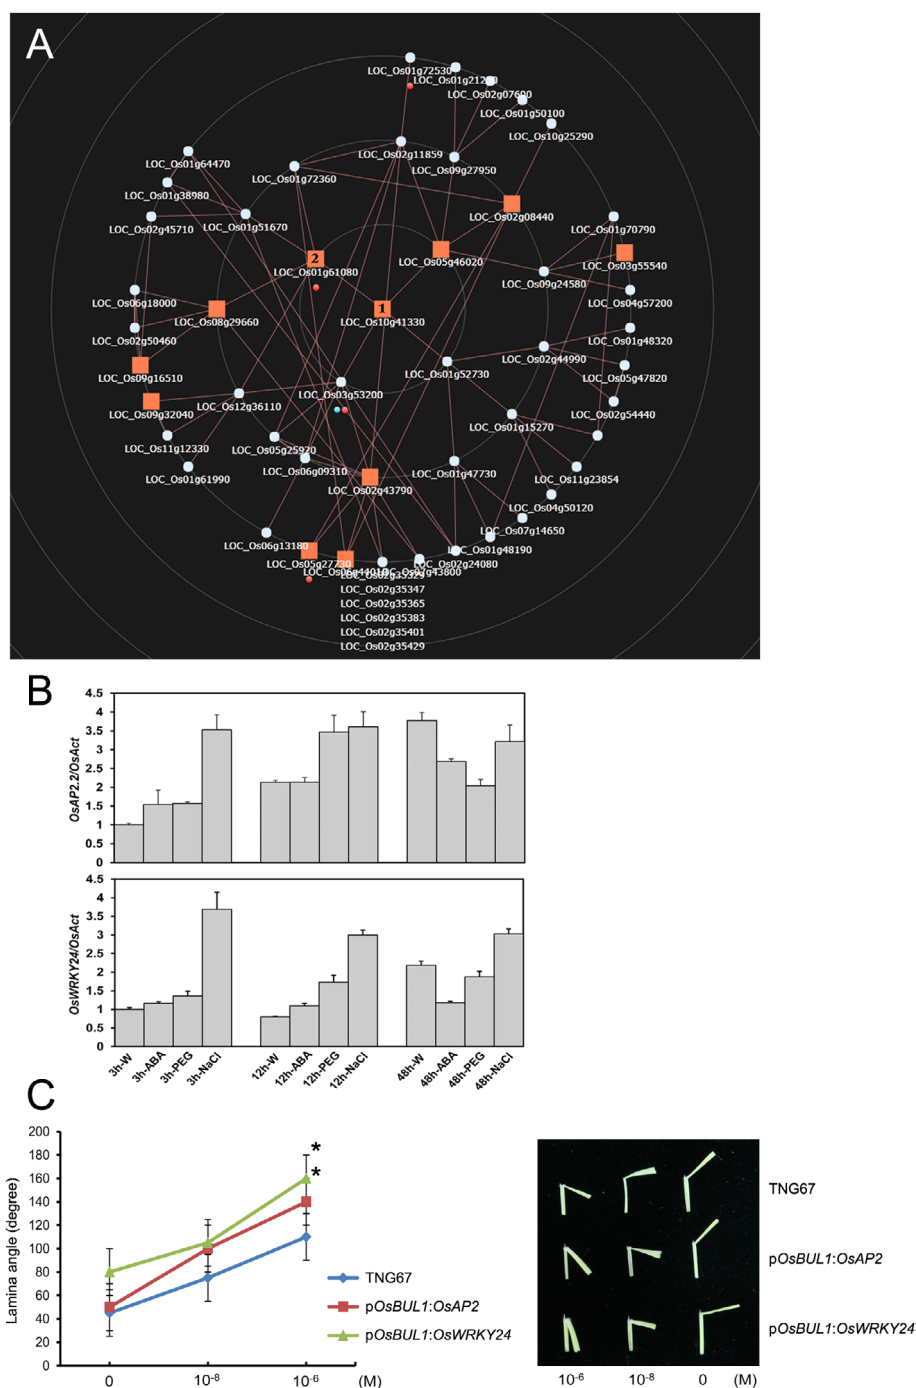 A
LOC_Os01g72530
LOC_Os02g07600
LOC_Os01g50100
LOC_Os10g25290
LOC_Os01g64470
LOC_Os02g11859
LOC_Os09g27950
LOC_Os01g72360
LOC_Os01g38980
LOC_Os02g08440
LOC_Os02g45710
LOC_Os01g51670
LOC_Os01g70790
2
LOC_Os01g61080
LOC_Os05g46020
LOC_Os03g55540
LOC_Os09g24580
LOC_Os06g18000
LOC_Os04g57200
1
LOC_Os08g29660
LOC_Os10g41330
LOC_Os02g50460
LOC_Os01g48320
LOC_Os02g44990
LOC_Os09g16510
LOC_Os01g52730
LOC_Os05g47820
LOC_Os03g53200
LOC_Os09g32040
LOC_Os12g36110
LOC_Os02g54440
LOC_Os01g15270
LOC_Os11g12330
LOC_Os05g25920
LOC_Os06g09310
LOC_Os01g47730
LOC_Os01g61990
LOC_Os11g23854
LOC_Os02g43790
LOC_Os04g50120
LOC_Os07g14650
LOC_Os06g13180
LOC_Os01g48190
LOC_Os05g27730
LOC_Os02g24080
LOC_Os02g35347
LOC_Os02g35365
LOC_Os02g35383
LOC_Os02g35401
LOC_Os02g35429
B
4.5
4
3.5
3
2.5
2
1.5
1
0.5
0
OsAP2.2/OsAct
4.5
4
3.5
3
2.5
2
1.5
1
0.5
0
OsWRKY24/OsAct
3h-W
3h-ABA
3h-PEG
3h-NaCl
12h-W
12h-ABA
12h-PEG
12h-NaCl
48h-W
48h-ABA
48h-PEG
48h-NaCl
C
Lamina angle (degree)
200
180
160
140
120
100
80
60
40
20
0
*
*
TNG67
pOsBUL1:OsAP2
pOsBUL1:OsWRKY24
0 10⁻⁸ 10⁻⁶ (M)
TNG67
pOsBUL1:OsAP2
pOsBUL1:OsWRKY24
10⁻⁶ 10⁻⁸ 0 (M)